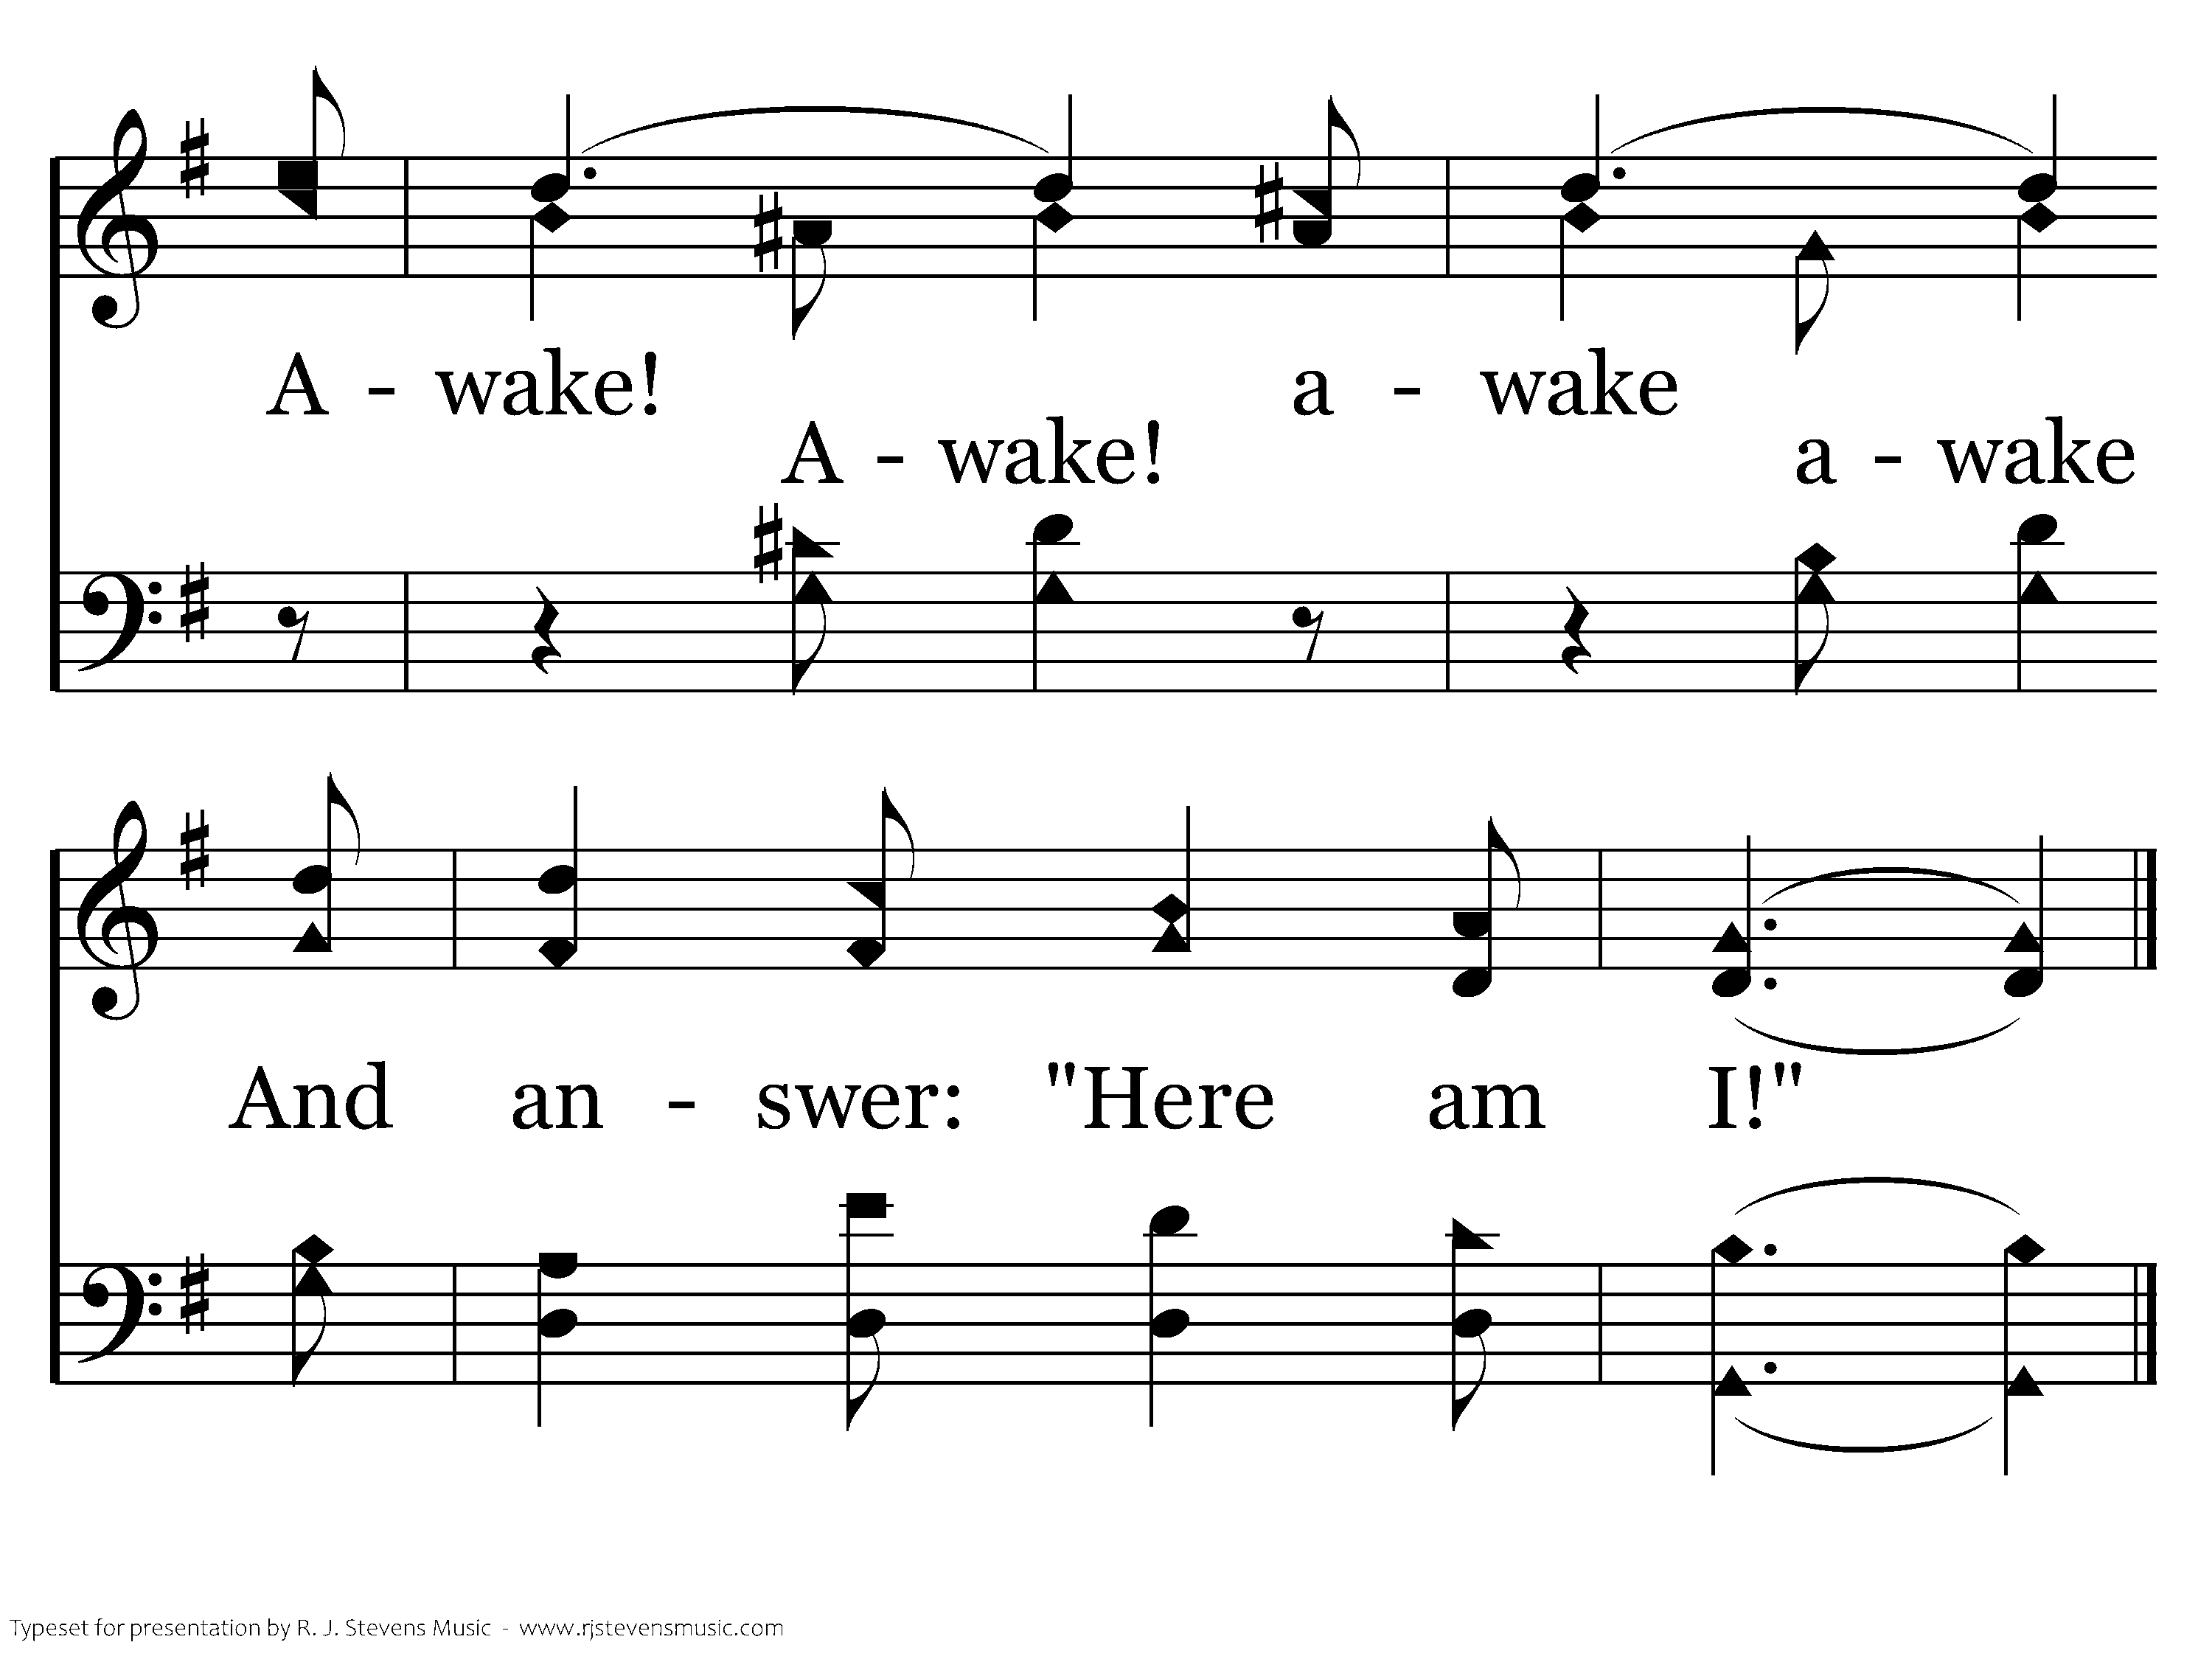 A - wake! a - wake
A - wake! a - wake
And an - swer: "Here am I!"
Typeset for presentation by R. J. Stevens Music - www.rjstevensmusic.com